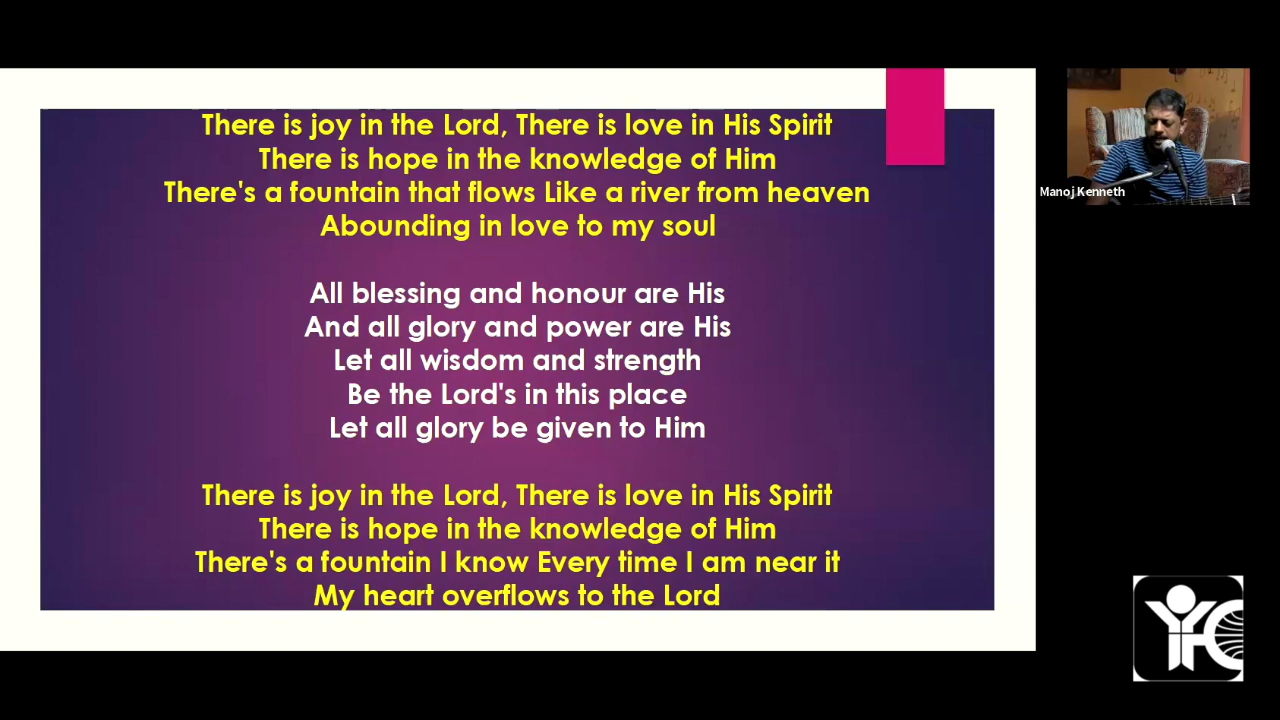 There is joy in the Lord, There is love in His Spirit
There is hope in the knowledge of Him
There's a fountain that flows Like a river from heaven
Abounding in love to my soul
All blessing and honour are His
And all glory and power are His
Let all wisdom and strength
Be the Lord's in this place
Let all glory be given to Him
There is joy in the Lord, There is love in His Spirit
There is hope in the knowledge of Him
There's a fountain I know Every time I am near it
My heart overflows to the Lord
Manoj Kenneth
YFC